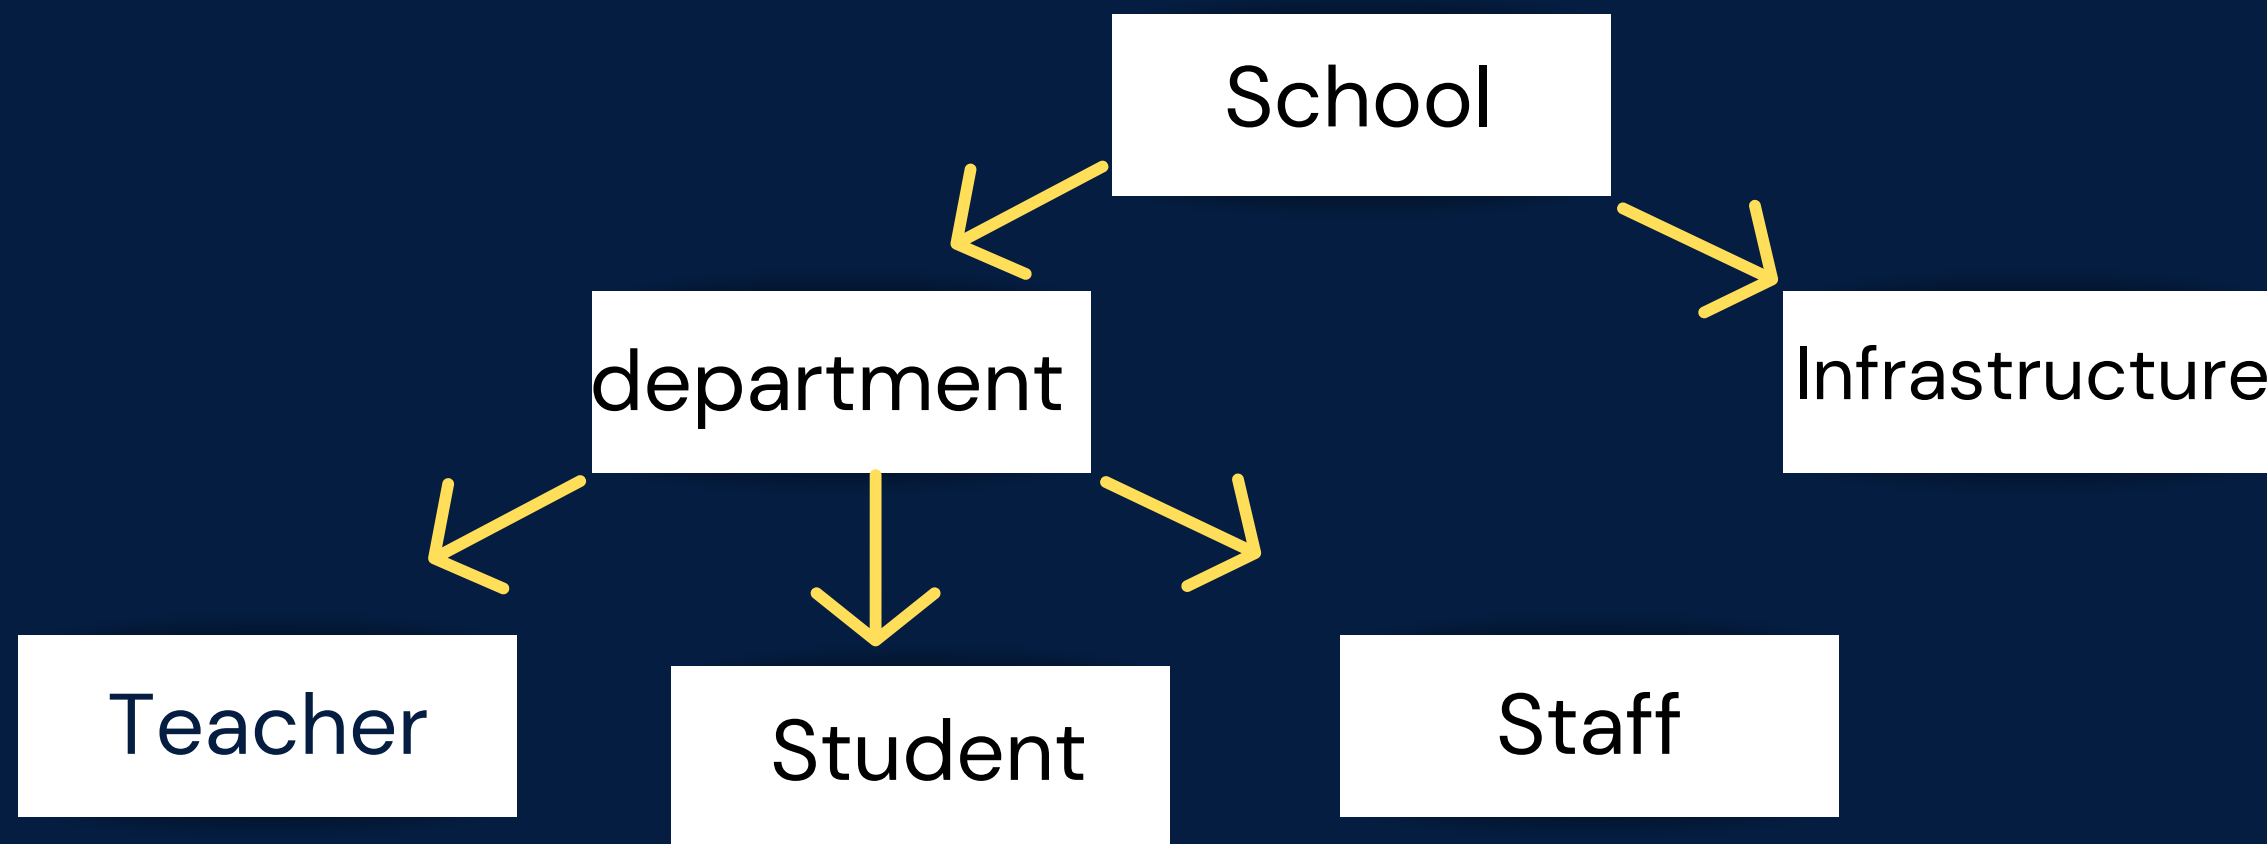 School
department
Infrastructure
Teacher
Student
Staff